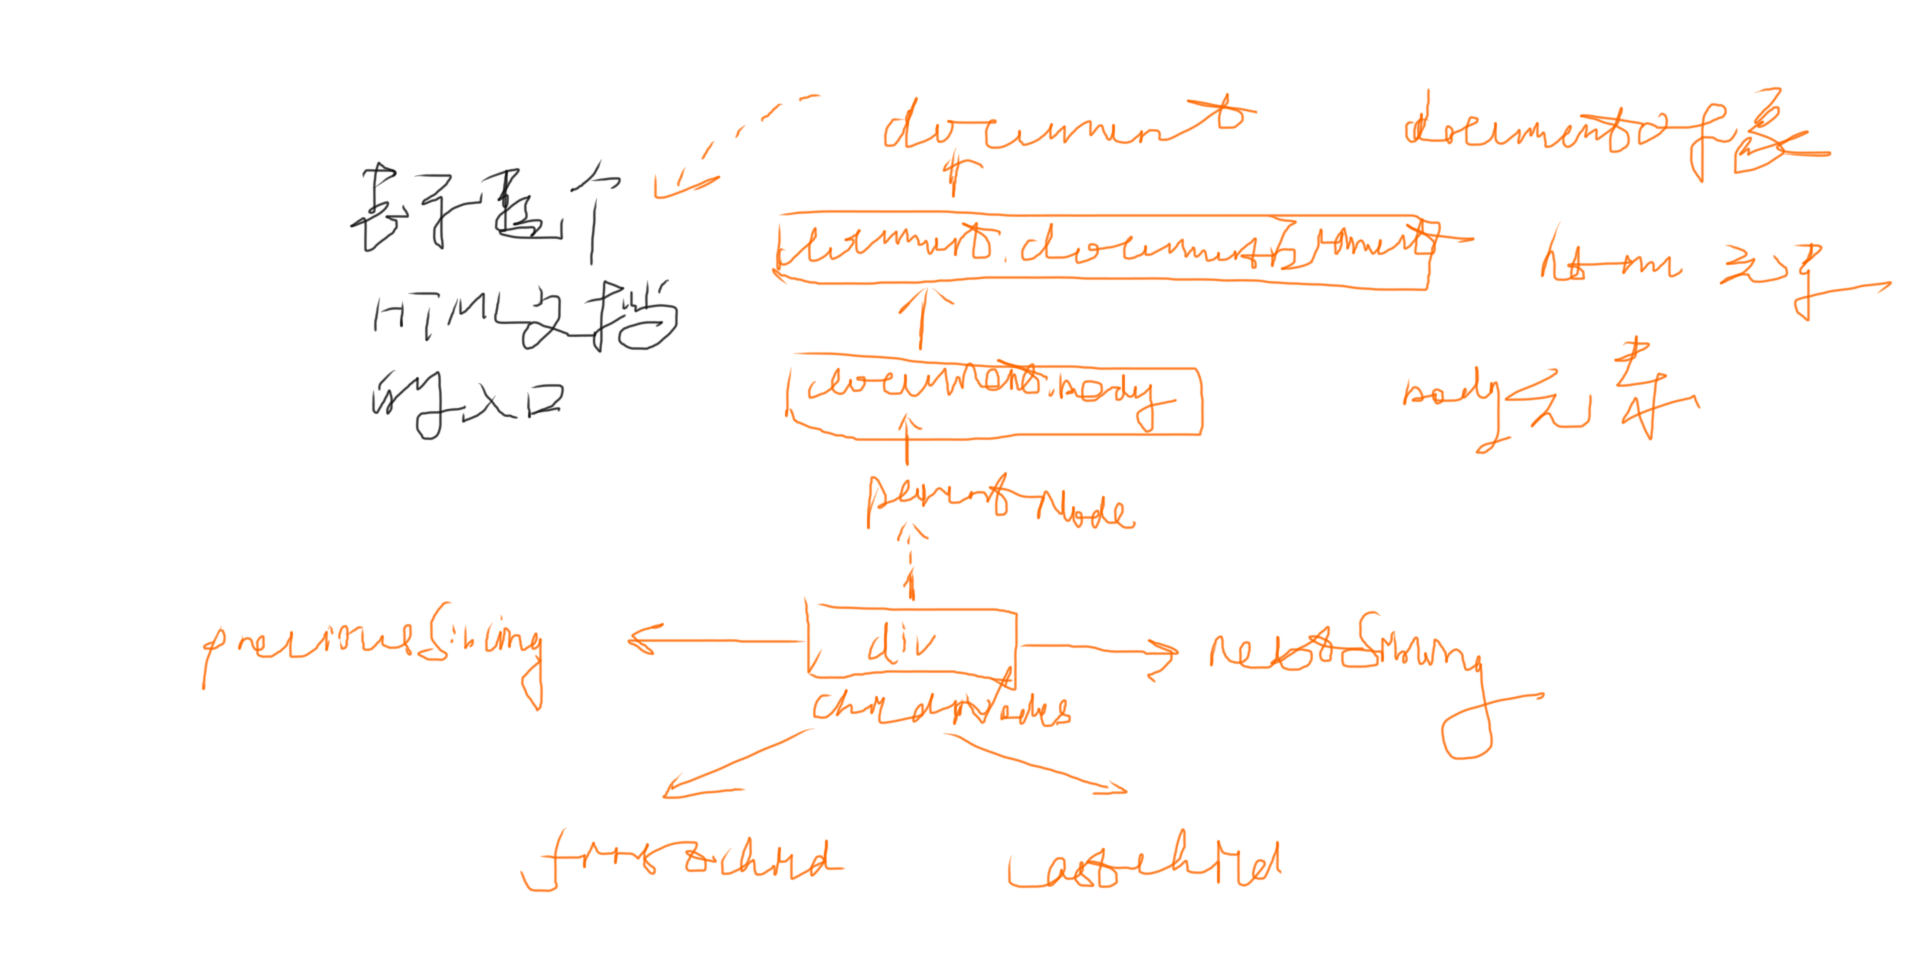 document document对象
表示整个
document.documentElement html 元素
HTML文档
document.body body元素
的入口
parentNode
previousSibling div nextSibling
childNodes
firstchild Lastchild